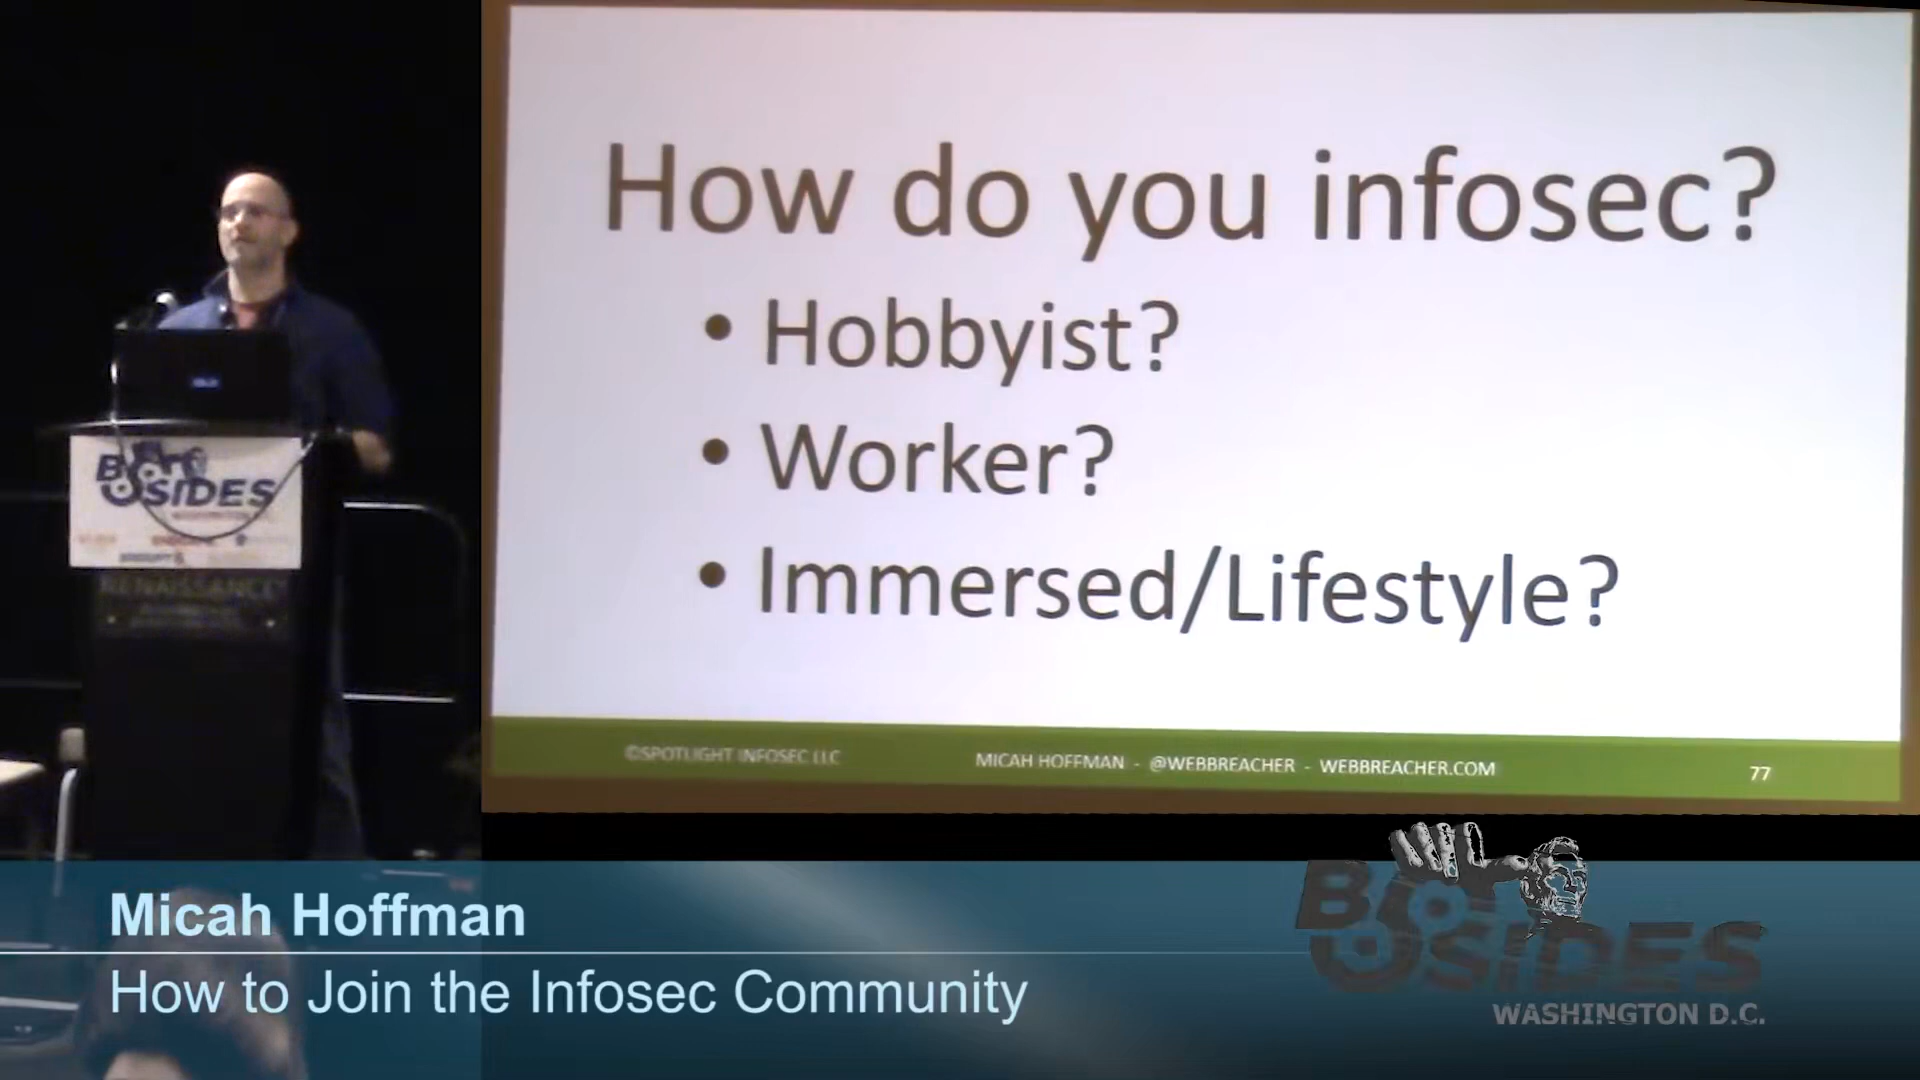 How do you infosec?
• Hobbyist?
• Worker?
• Immersed/Lifestyle?
©SPOTLIGHT INFOSEC LLC
MICAH HOFFMAN - @WEBBREACHER - WEBBREACHER.COM
77
BSIDES
RENAISSANCE
Micah Hoffman
How to Join the Infosec Community
BSIDES
WASHINGTON D.C.